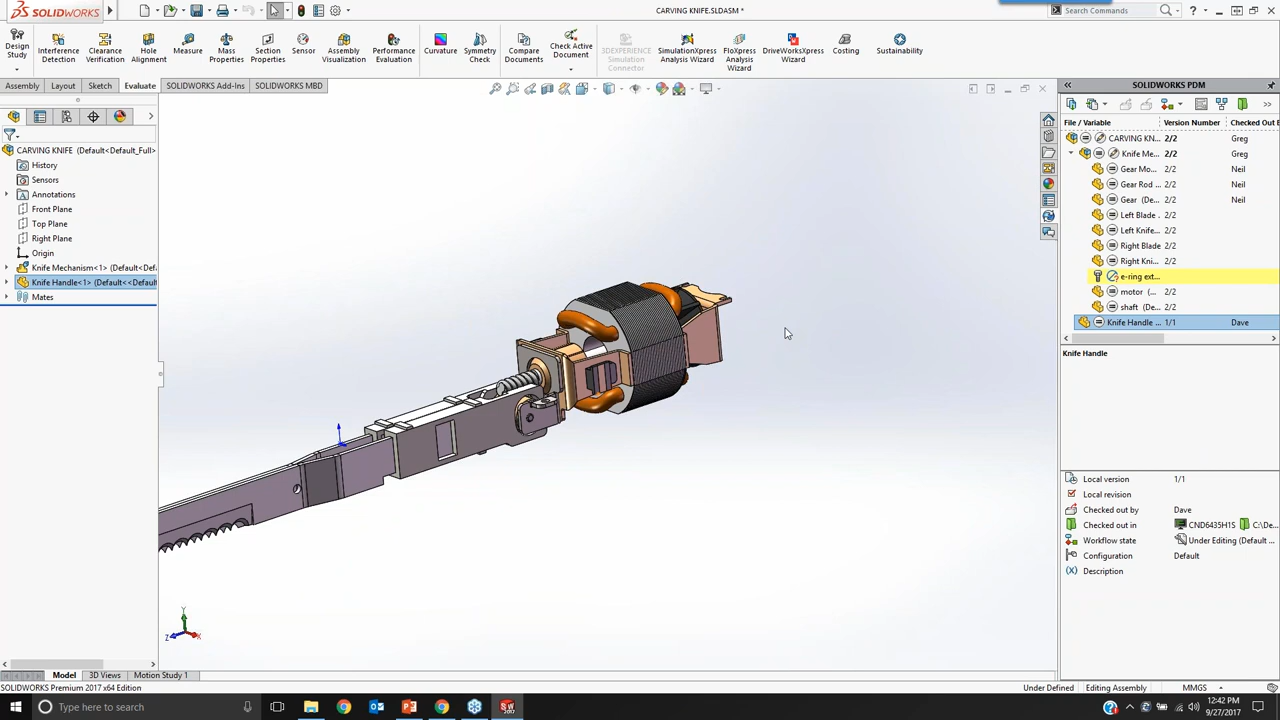 SOLIDWORKS
CARVING KNIFE.SLDASM *
Search Commands
Design Study
Interference Detection
Clearance Verification
Hole Alignment
Measure
Mass Properties
Section Properties
Sensor
Assembly Visualization
Performance Evaluation
Curvature
Symmetry Check
Compare Documents
Check Active Document
3DEXPERIENCE Simulation Connector
SimulationXpress Analysis Wizard
FloXpress Analysis Wizard
DriveWorksXpress Wizard
Costing
Sustainability
Assembly
Layout
Sketch
Evaluate
SOLIDWORKS Add-Ins
SOLIDWORKS MBD
CARVING KNIFE (Default<Default_Full>)
History
Sensors
Annotations
Front Plane
Top Plane
Right Plane
Origin
Knife Mechanism<1> (Default<Def
Knife Handle<1> (Default<<Default
Mates
Y
Z
X
SOLIDWORKS PDM
File / Variable Version Number Checked Out B
CARVING KN... 2/2 Greg
Knife Me... 2/2 Greg
Gear Mo... 2/2 Neil
Gear Rod ... 2/2 Neil
Gear (De... 2/2 Neil
Left Blade ... 2/2
Left Knife... 2/2
Right Blade 2/2
Right Kni... 2/2
e-ring ext...
motor (... 2/2
shaft (De... 2/2
Knife Handle ... 1/1 Dave
Knife Handle
Local version 1/1
Local revision
Checked out by Dave
Checked out in CND6435H1S C:\De...
Workflow state Under Editing (Default ...
Configuration Default
Description
Model
3D Views
Motion Study 1
SOLIDWORKS Premium 2017 x64 Edition
Under Defined
Editing Assembly
MMGS
Type here to search
12:42 PM
9/27/2017